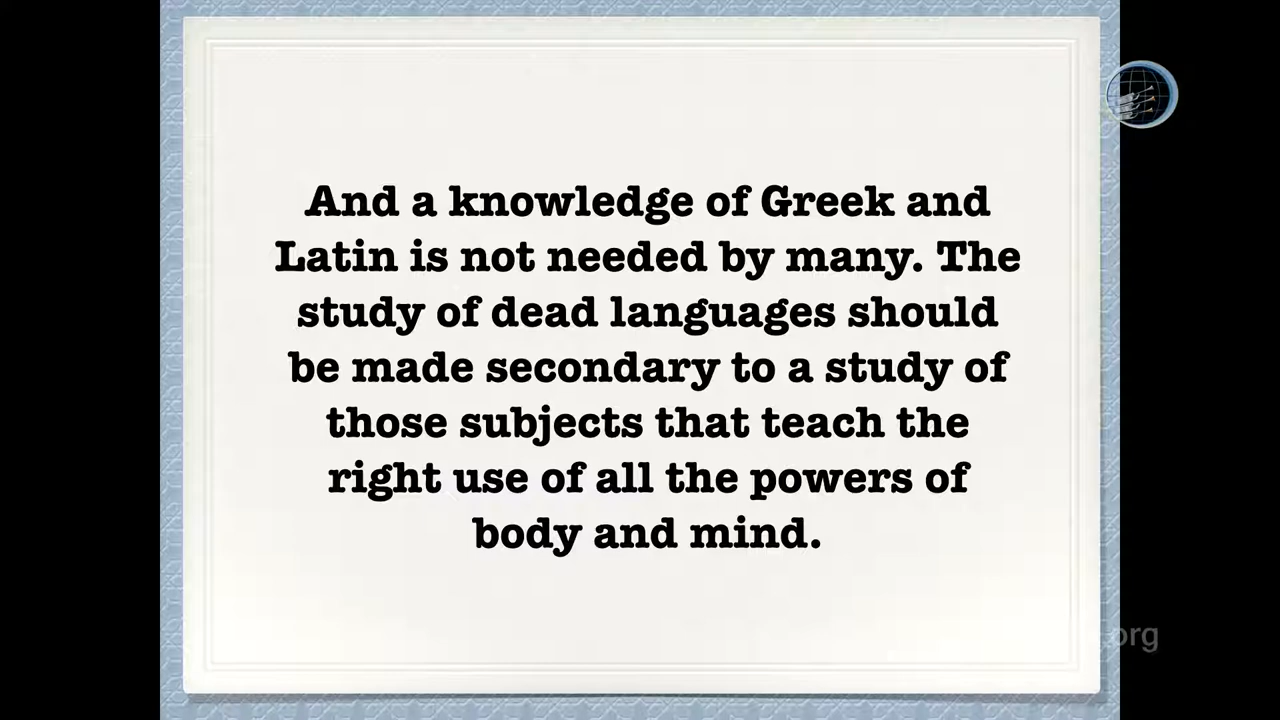 And a knowledge of Greek and
Latin is not needed by many. The
study of dead languages should
be made secondary to a study of
those subjects that teach the
right use of all the powers of
body and mind.
org